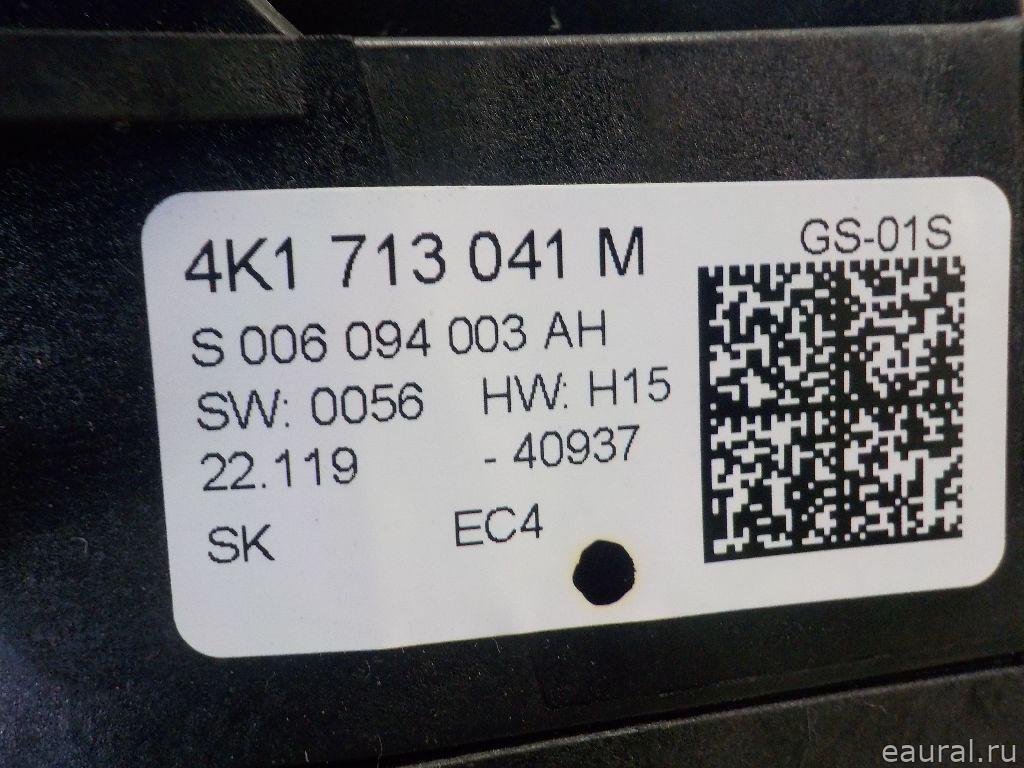 4K1 713 041 M
GS-01S
S 006 094 003 AH
SW: 0056 HW: H15
22.119 - 40937
SK EC4
eaural.ru